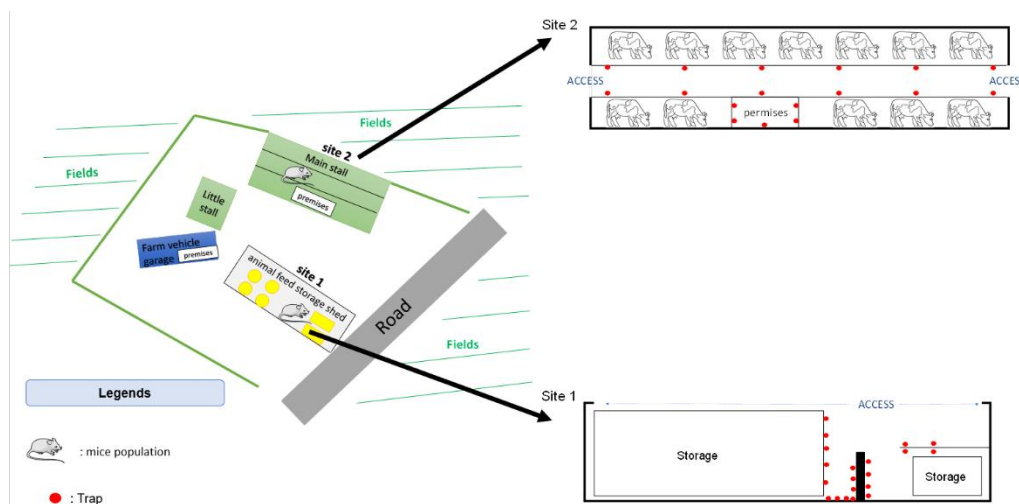 Site 2
ACCESS
ACCESS
permises
Fields
Fields
site 2
Main stall
premises
Little
stall
Farm vehicle
garage
premises
site 1
animal feed storage shed
Road
Fields
Legends
: mice population
: Trap
Site 1
ACCESS
Storage
Storage